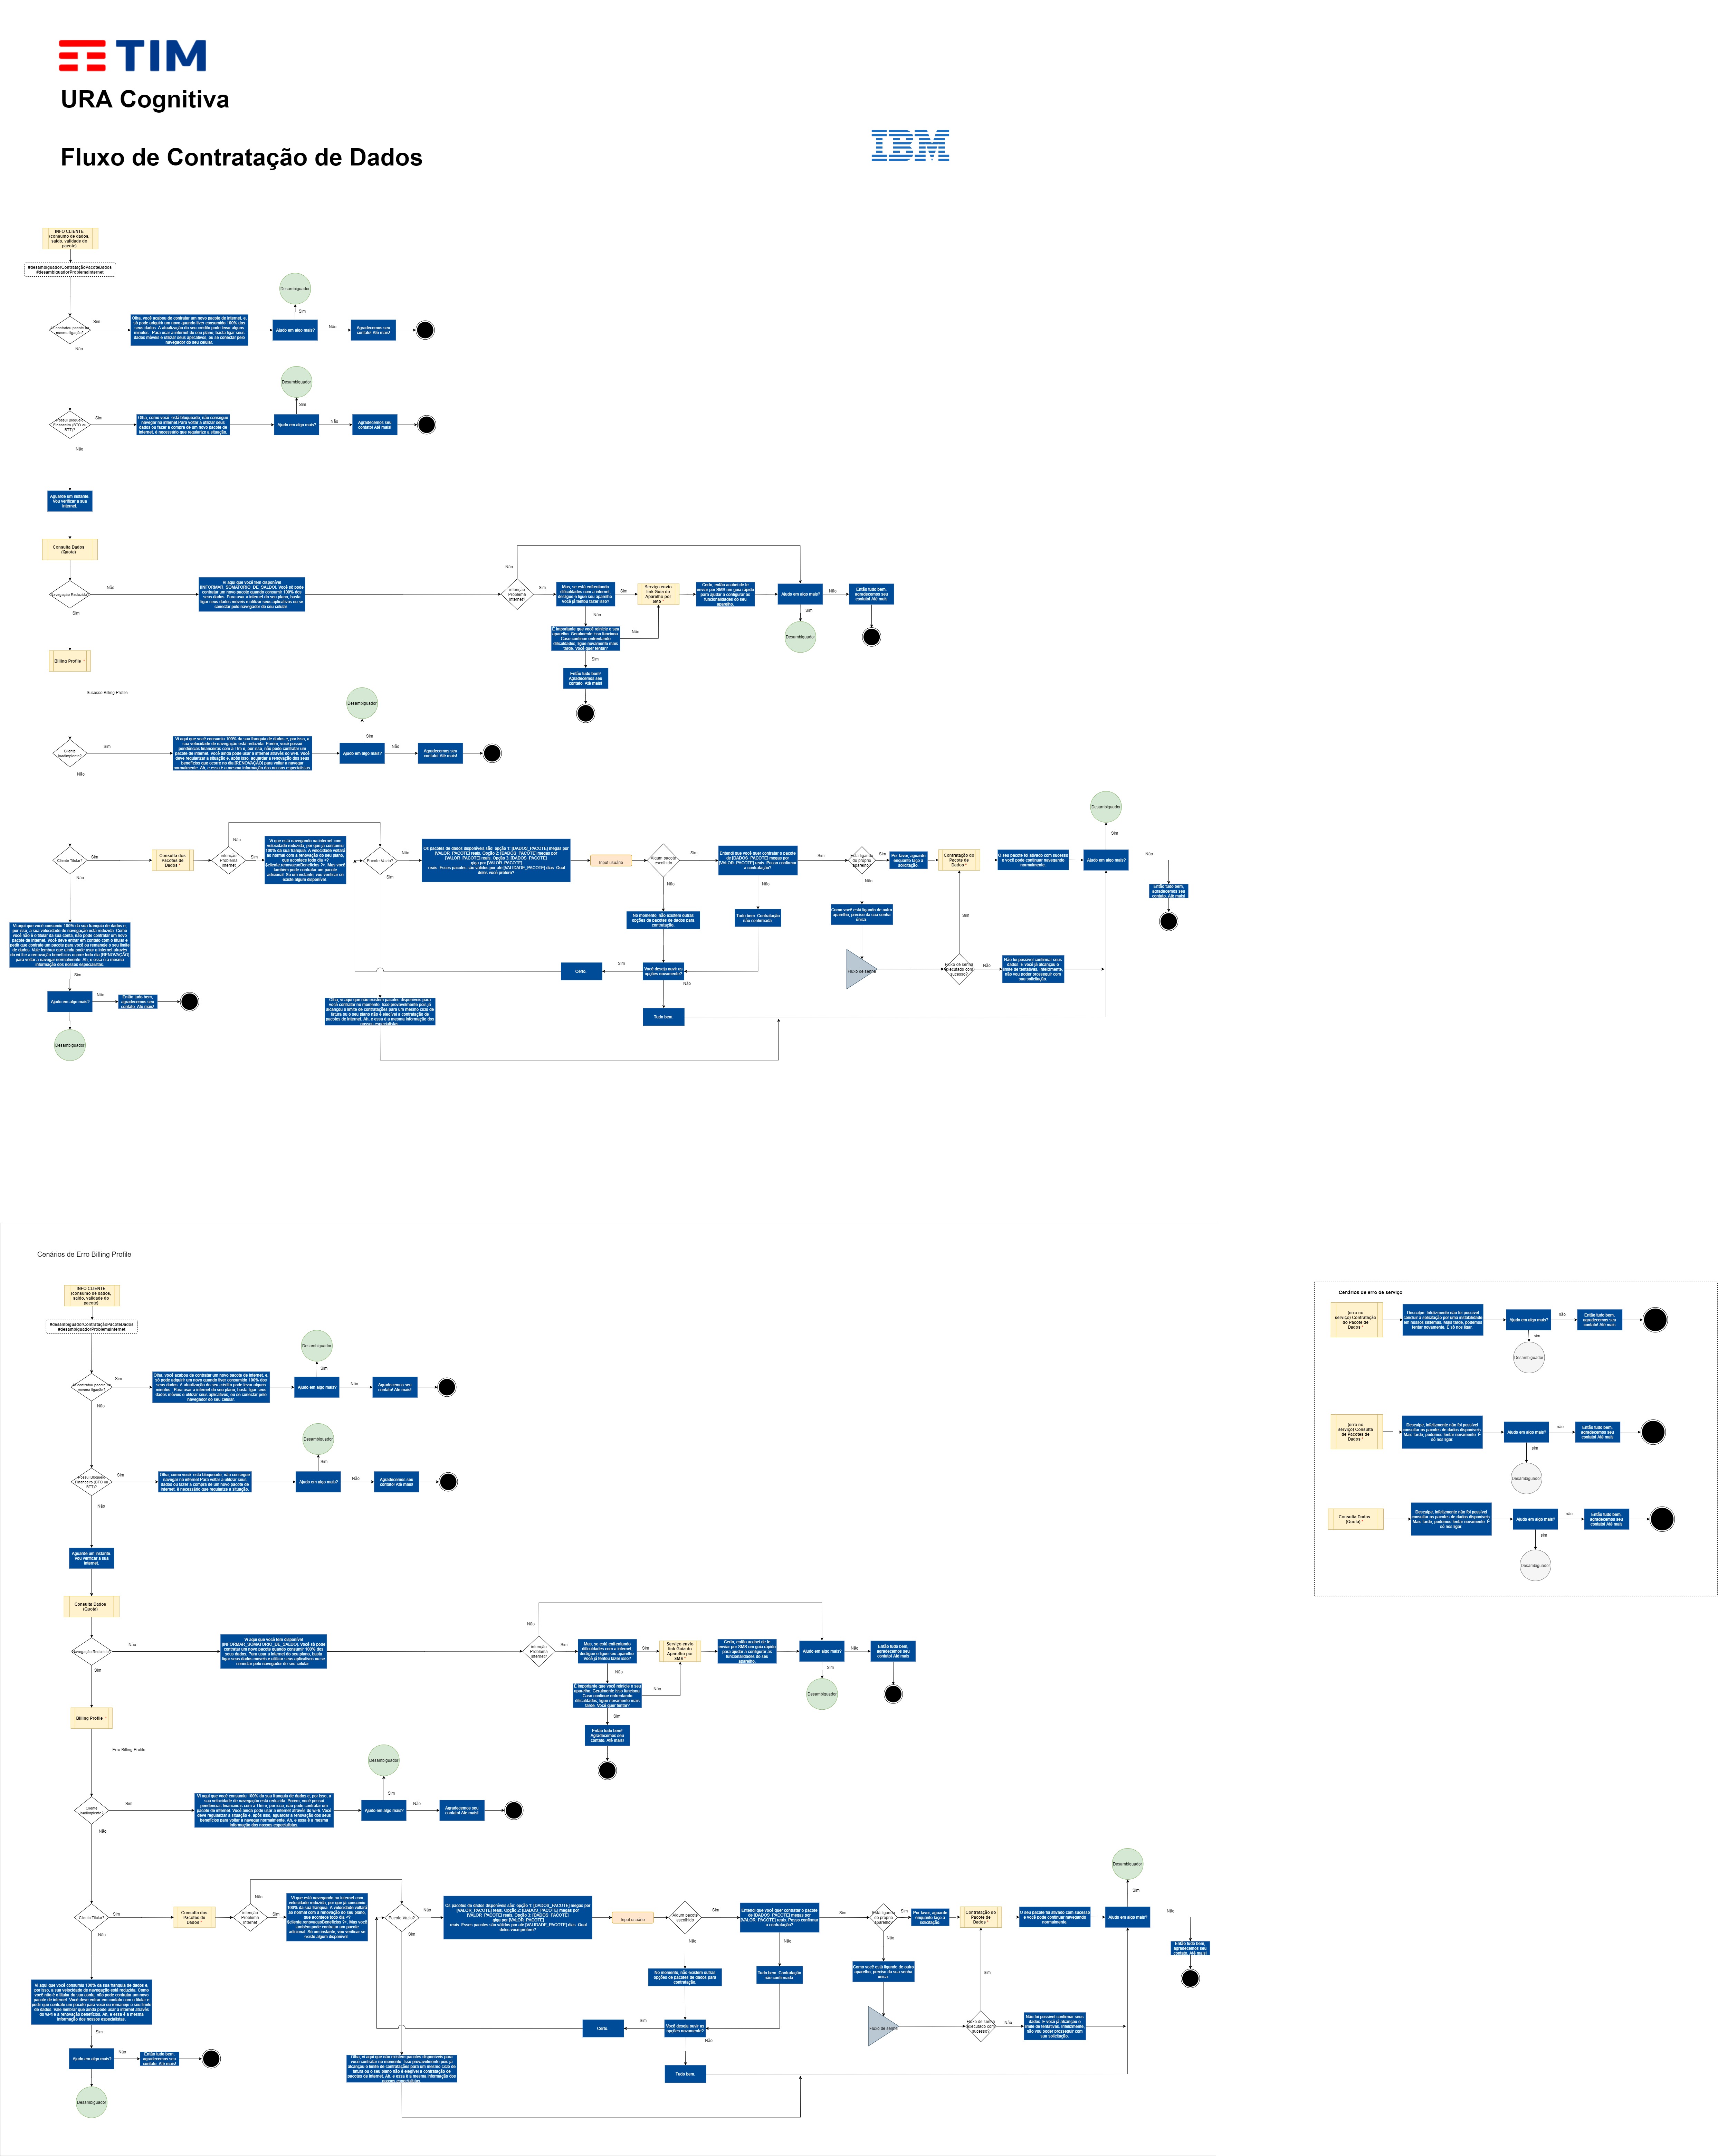 TIM
URA Cognitiva
Fluxo de Contratação de Dados
IBM
INFO CLIENTE
(consumo de dados,
saldo, validade do
pacote)
#desambiguadorContrataçãoPacoteDados
#desambiguadorProblemaInternet
Já contratou pacote na
mesma ligação?
Sim
Não
Olha, você acabou de contratar um novo pacote de internet, e,
só pode adquirir um novo quando tiver consumido 100% dos
seus dados. A atualização do seu crédito pode levar alguns
minutos. Para usar a internet do seu plano, basta ligar seus
dados móveis e utilizar seus aplicativos, ou se conectar pelo
navegador do seu celular.
Desambiguador
Sim
Ajudo em algo mais?
Não
Agradecemos seu
contato! Até mais!
Possui Bloqueio
Financeiro (BTG ou
BTT)?
Sim
Não
Olha, como você está bloqueado, não consegue
navegar na internet.Para voltar a utilizar seus
dados ou fazer a compra de um novo pacote de
internet, é necessário que regularize a situação.
Desambiguador
Sim
Ajudo em algo mais?
Não
Agradecemos seu
contato! Até mais!
Aguarde um instante.
Vou verificar a sua
internet.
Consulta Dados
(Quota)
Navegação Reduzida?
Não
Sim
Vi aqui que você tem disponível
[INFORMAR_SOMATORIO_DE_SALDO]. Você só pode
contratar um novo pacote quando consumir 100% dos
seus dados. Para usar a internet do seu plano, basta
ligar seus dados móveis e utilizar seus aplicativos ou se
conectar pelo navegador do seu celular.
Não
Intenção
Problema
Internet?
Sim
Mas, se está enfrentando
dificuldades com a internet,
desligue e ligue seu aparelho.
Você já tentou fazer isso?
Sim
Não
Serviço envio
link Guia do
Aparelho por
SMS *
Certo, então acabei de te
enviar por SMS um guia rápido
para ajudar a configurar as
funcionalidades do seu
aparelho.
Ajudo em algo mais?
Não
Então tudo bem,
agradecemos seu
contato! Até mais
Sim
Desambiguador
É importante que você reinicie o seu
aparelho. Geralmente isso funciona.
Caso continue enfrentando
dificuldades, ligue novamente mais
tarde. Você quer tentar?
Não
Sim
Então tudo bem!
Agradecemos seu
contato. Até mais!
Billing Profile *
Sucesso Billing Profile
Cliente
Inadimplente?
Sim
Não
Vi aqui que você consumiu 100% da sua franquia de dados e, por isso, a
sua velocidade de navegação está reduzida. Porém, você possui
pendências financeiras com a Tim e, por isso, não pode contratar um
pacote de internet. Você ainda pode usar a internet através do wi-fi. Você
deve regularizar a situação e, após isso, aguardar a renovação dos seus
benefícios que ocorre no dia [RENOVAÇÃO] para voltar a navegar
normalmente. Ah, e essa é a mesma informação dos nossos especialistas.
Desambiguador
Sim
Ajudo em algo mais?
Não
Agradecemos seu
contato! Até mais!
Cliente Titular?
Sim
Não
Consulta dos
Pacotes de
Dados *
Intenção
Problema
Internet
Não
Sim
Vi que está navegando na internet com
velocidade reduzida, por que já consumiu
100% da sua franquia. A velocidade voltará
ao normal com a renovação do seu plano,
que acontece todo dia <?
$cliente.renovacaoBeneficios ?>. Mas você
também pode contratar um pacote
adicional. Só um instante, vou verificar se
existe algum disponível.
Pacote Vazio?
Não
Sim
Os pacotes de dados disponíveis são: opção 1: [DADOS_PACOTE] megas por
[VALOR_PACOTE] reais. Opção 2: [DADOS_PACOTE] megas por
[VALOR_PACOTE] reais. Opção 3: [DADOS_PACOTE]
giga por [VALOR_PACOTE]
reais. Esses pacotes são válidos por até [VALIDADE_PACOTE] dias. Qual
deles você prefere?
Input usuário
Algum pacote
escolhido
Sim
Não
Entendi que você quer contratar o pacote
de [DADOS_PACOTE] megas por
[VALOR_PACOTE] reais. Posso confirmar
a contratação?
Sim
Não
Está ligando
do próprio
aparelho?
Sim
Não
Por favor, aguarde
enquanto faço a
solicitação.
Contratação do
Pacote de
Dados *
O seu pacote foi ativado com sucesso
e você pode continuar navegando
normalmente.
Desambiguador
Sim
Ajudo em algo mais?
Não
Então tudo bem,
agradecemos seu
contato. Até mais!
No momento, não existem outras
opções de pacotes de dados para
contratação.
Tudo bem. Contratação
não confirmada
Como você está ligando de outro
aparelho, preciso da sua senha
única.
Fluxo de senha
Fluxo de senha
executado com
sucesso?
Sim
Não
Não foi possível confirmar seus
dados. E você já alcançou o
limite de tentativas. Infelizmente,
não vou poder prosseguir com
sua solicitação.
Você deseja ouvir as
opções novamente?
Sim
Certo.
Não
Tudo bem.
Olha, vi aqui que não existem pacotes disponíveis para
você contratar no momento. Isso provavelmente pois já
alcançou o limite de contratações para um mesmo ciclo de
fatura ou o seu plano não é elegível a contratação de
pacotes de internet. Ah, e essa é a mesma informação dos
nossos especialistas.
Vi aqui que você consumiu 100% da sua franquia de dados e,
por isso, a sua velocidade de navegação está reduzida. Como
você não é o titular da sua conta, não pode contratar um novo
pacote de internet. Você deve entrar em contato com o titular e
pedir que contrate um pacote para você ou remaneje o seu limite
de dados. Vale lembrar que ainda pode usar a internet através
do wi-fi e a renovação benefícios ocorre todo dia [RENOVAÇÃO]
para voltar a navegar normalmente. Ah, e essa é a mesma
informação dos nossos especialistas.
Sim
Ajudo em algo mais?
Não
Então tudo bem,
agradecemos seu
contato. Até mais!
Desambiguador
Cenários de Erro Billing Profile
INFO CLIENTE
(consumo de dados,
saldo, validade do
pacote)
#desambiguadorContrataçãoPacoteDados
#desambiguadorProblemaInternet
Já contratou pacote na
mesma ligação?
Sim
Não
Olha, você acabou de contratar um novo pacote de internet, e,
só pode adquirir um novo quando tiver consumido 100% dos
seus dados. A atualização do seu crédito pode levar alguns
minutos. Para usar a internet do seu plano, basta ligar seus
dados móveis e utilizar seus aplicativos, ou se conectar pelo
navegador do seu celular.
Desambiguador
Sim
Ajudo em algo mais?
Não
Agradecemos seu
contato! Até mais!
Possui Bloqueio
Financeiro (BTG ou
BTT)?
Sim
Não
Olha, como você está bloqueado, não consegue
navegar na internet.Para voltar a utilizar seus
dados ou fazer a compra de um novo pacote de
internet, é necessário que regularize a situação.
Desambiguador
Sim
Ajudo em algo mais?
Não
Agradecemos seu
contato! Até mais!
Aguarde um instante.
Vou verificar a sua
internet.
Consulta Dados
(Quota)
Navegação Reduzida?
Não
Sim
Vi aqui que você tem disponível
[INFORMAR_SOMATORIO_DE_SALDO]. Você só pode
contratar um novo pacote quando consumir 100% dos
seus dados. Para usar a internet do seu plano, basta
ligar seus dados móveis e utilizar seus aplicativos ou se
conectar pelo navegador do seu celular.
Não
Intenção
Problema
Internet?
Sim
Mas, se está enfrentando
dificuldades com a internet,
desligue e ligue seu aparelho.
Você já tentou fazer isso?
Sim
Não
Serviço envio
link Guia do
Aparelho por
SMS *
Certo, então acabei de te
enviar por SMS um guia rápido
para ajudar a configurar as
funcionalidades do seu
aparelho.
Ajudo em algo mais?
Não
Então tudo bem,
agradecemos seu
contato! Até mais
Sim
Desambiguador
É importante que você reinicie o seu
aparelho. Geralmente isso funciona.
Caso continue enfrentando
dificuldades, ligue novamente mais
tarde. Você quer tentar?
Não
Sim
Então tudo bem!
Agradecemos seu
contato. Até mais!
Billing Profile *
Erro Billing Profile
Cliente
Inadimplente?
Sim
Não
Vi aqui que você consumiu 100% da sua franquia de dados e, por isso, a
sua velocidade de navegação está reduzida. Porém, você possui
pendências financeiras com a Tim e, por isso, não pode contratar um
pacote de internet. Você ainda pode usar a internet através do wi-fi. Você
deve regularizar a situação e, após isso, aguardar a renovação dos seus
benefícios para voltar a navegar normalmente. Ah, e essa é a mesma
informação dos nossos especialistas.
Desambiguador
Sim
Ajudo em algo mais?
Não
Agradecemos seu
contato! Até mais!
Cliente Titular?
Sim
Não
Consulta dos
Pacotes de
Dados *
Intenção
Problema
Internet
Não
Sim
Vi que está navegando na internet com
velocidade reduzida, por que já consumiu
100% da sua franquia. A velocidade voltará
ao normal com a renovação do seu plano,
que acontece todo dia <?
$cliente.renovacaoBeneficios ?>. Mas você
também pode contratar um pacote
adicional. Só um instante, vou verificar se
existe algum disponível.
Pacote Vazio?
Não
Sim
Os pacotes de dados disponíveis são: opção 1: [DADOS_PACOTE] megas por
[VALOR_PACOTE] reais. Opção 2: [DADOS_PACOTE] megas por
[VALOR_PACOTE] reais. Opção 3: [DADOS_PACOTE]
giga por [VALOR_PACOTE]
reais. Esses pacotes são válidos por até [VALIDADE_PACOTE] dias. Qual
deles você prefere?
Input usuário
Algum pacote
escolhido
Sim
Não
Entendi que você quer contratar o pacote
de [DADOS_PACOTE] megas por
[VALOR_PACOTE] reais. Posso confirmar
a contratação?
Sim
Não
Está ligando
do próprio
aparelho?
Sim
Não
Por favor, aguarde
enquanto faço a
solicitação
Contratação do
Pacote de
Dados *
O seu pacote foi ativado com sucesso
e você pode continuar navegando
normalmente.
Desambiguador
Sim
Ajudo em algo mais?
Não
Então tudo bem,
agradecemos seu
contato. Até mais!
No momento, não existem outras
opções de pacotes de dados para
contratação.
Tudo bem. Contratação
não confirmada
Como você está ligando de outro
aparelho, preciso da sua senha
única.
Fluxo de senha
Fluxo de senha
executado com
sucesso?
Sim
Não
Não foi possível confirmar seus
dados. E você já alcançou o
limite de tentativas. Infelizmente,
não vou poder prosseguir com
sua solicitação.
Você deseja ouvir as
opções novamente?
Sim
Certo.
Não
Tudo bem.
Olha, vi aqui que não existem pacotes disponíveis para
você contratar no momento. Isso provavelmente pois já
alcançou o limite de contratações para um mesmo ciclo de
fatura ou o seu plano não é elegível a contratação de
pacotes de internet. Ah, e essa é a mesma informação dos
nossos especialistas.
Vi aqui que você consumiu 100% da sua franquia de dados e,
por isso, a sua velocidade de navegação está reduzida. Como
você não é o titular da sua conta, não pode contratar um novo
pacote de internet. Você deve entrar em contato com o titular e
pedir que contrate um pacote para você ou remaneje o seu limite
de dados. Vale lembrar que ainda pode usar a internet através
do wi-fi e a renovação benefícios. Ah, e essa é a mesma
informação dos nossos especialistas.
Sim
Ajudo em algo mais?
Não
Então tudo bem,
agradecemos seu
contato. Até mais!
Desambiguador
Cenários de erro de serviço
(erro no
serviço) Contratação
do Pacote de
Dados *
Desculpe. Infelizmente não foi possível
concluir a solicitação por uma instabilidade
em nossos sistemas. Mais tarde, podemos
tentar novamente. É só nos ligar.
Ajudo em algo mais?
não
Então tudo bem,
agradecemos seu
contato! Até mais
sim
Desambiguador
(erro no
serviço) Consulta
de Pacotes de
Dados *
Desculpe, infelizmente não foi possível
consultar os pacotes de dados disponíveis.
Mais tarde, podemos tentar novamente. É
só nos ligar.
Ajudo em algo mais?
não
Então tudo bem,
agradecemos seu
contato! Até mais
sim
Desambiguador
Consulta Dados
(Quota) *
Desculpe, infelizmente não foi possível
consultar os pacotes de dados disponíveis.
Mais tarde, podemos tentar novamente. É
só nos ligar.
Ajudo em algo mais?
não
Então tudo bem,
agradecemos seu
contato! Até mais
sim
Desambiguador